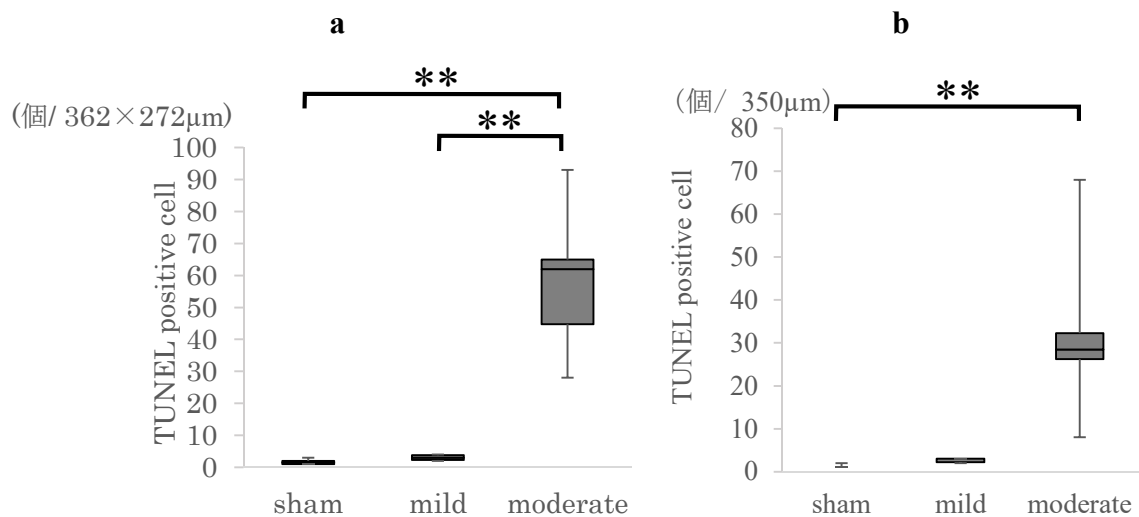 a
**
(個/ 362×272μm)
**
TUNEL positive cell
100
90
80
70
60
50
40
30
20
10
0
sham mild moderate
b
**
(個/ 350μm)
TUNEL positive cell
80
70
60
50
40
30
20
10
0
sham mild moderate